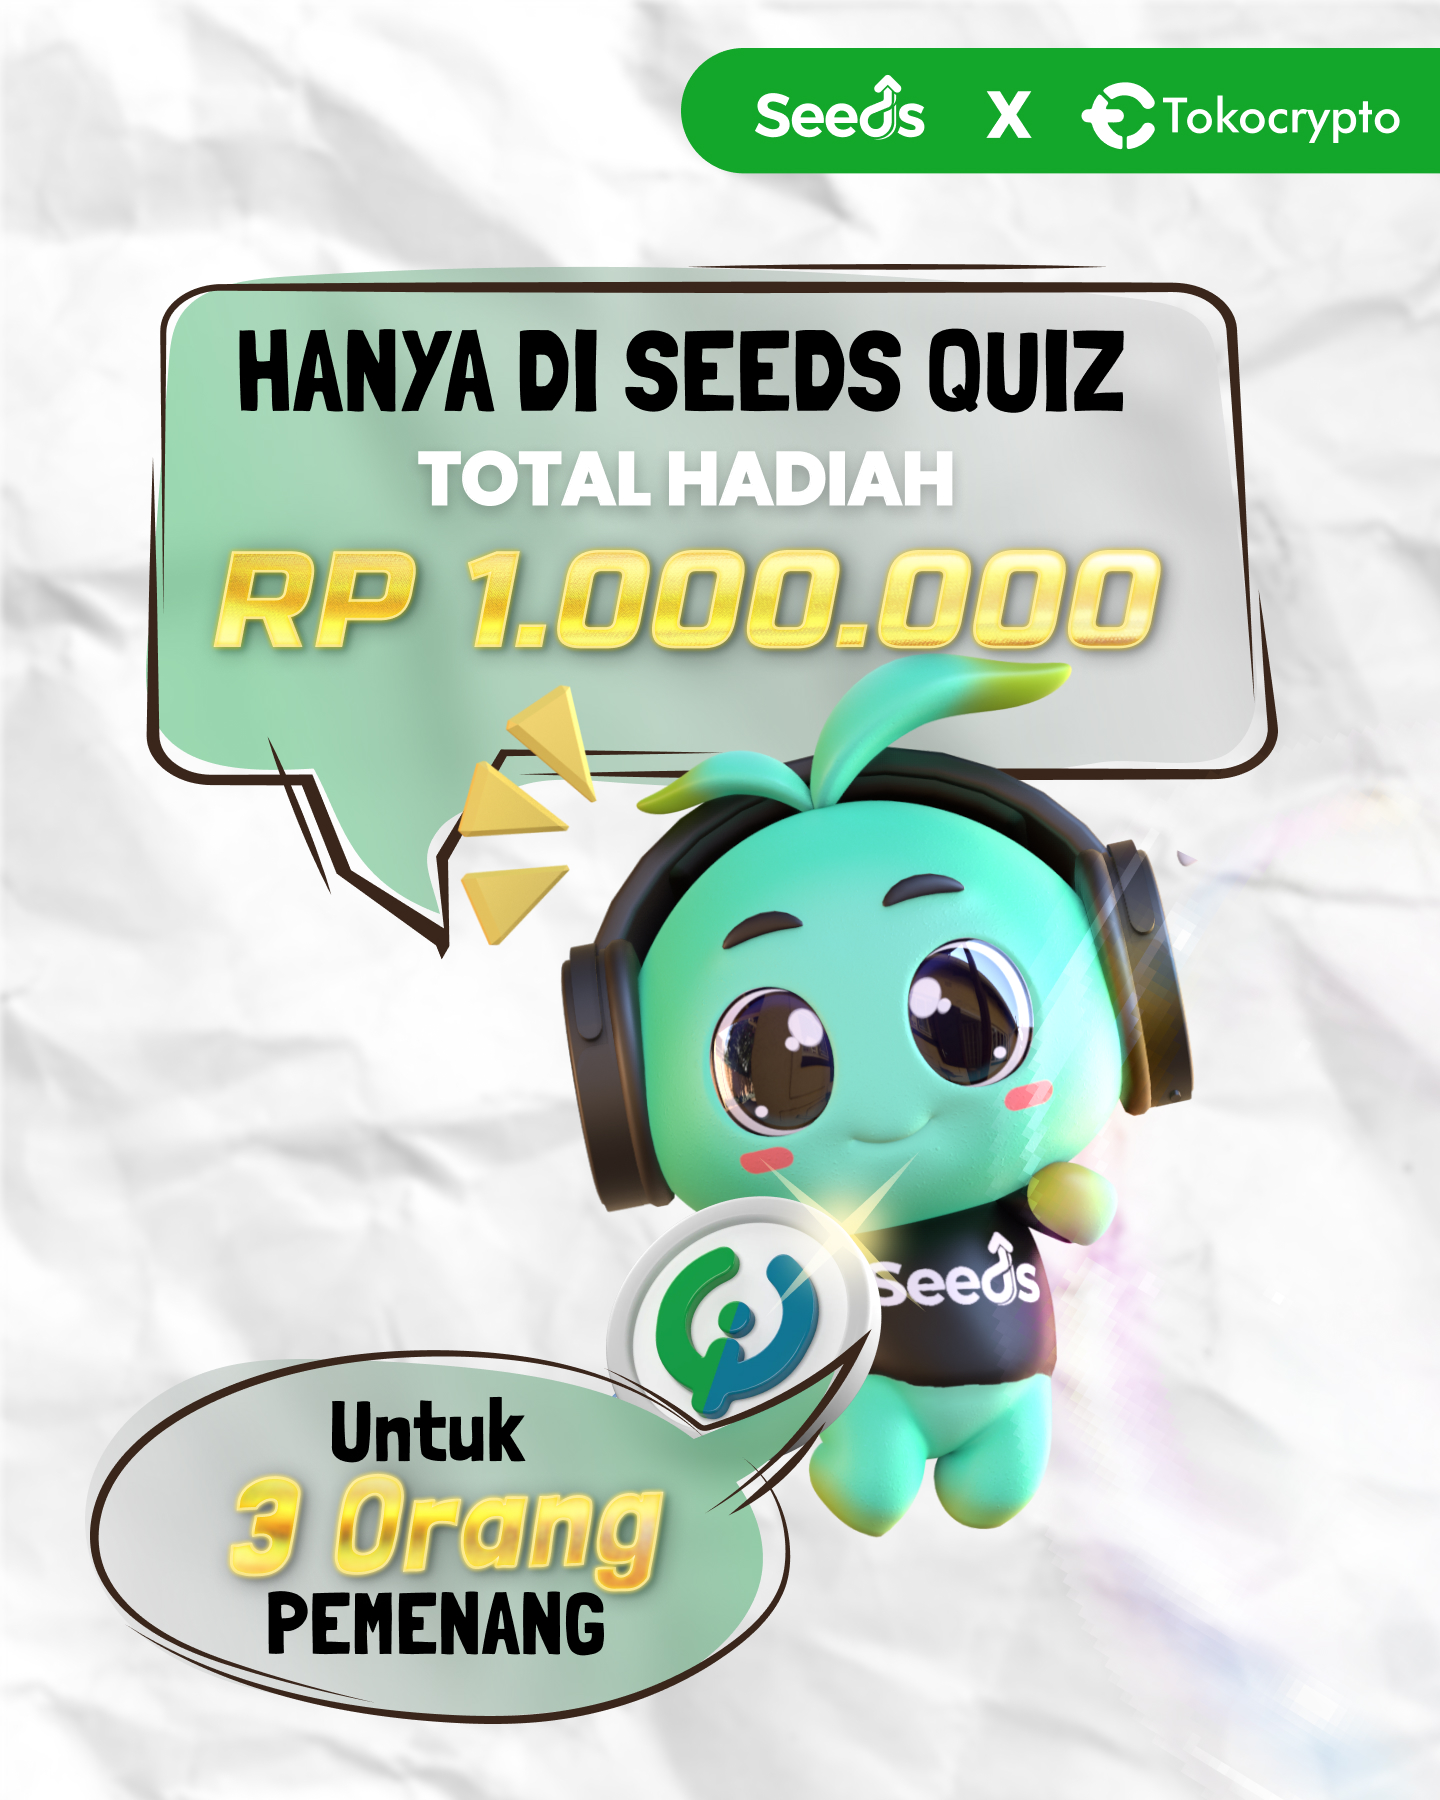 Seeds X Tokocrypto
HANYA DI SEEDS QUIZ
TOTAL HADIAH
RP 1.000.000
Seeds
Untuk
3 Orang
PEMENANG